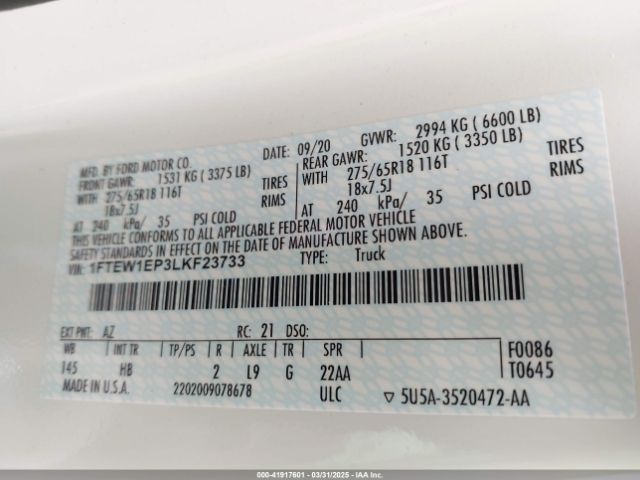 MFD. BY FORD MOTOR CO.
DATE: 09/20 GVWR: 2994 KG ( 6600 LB)
FRONT GAWR: 1531 KG ( 3375 LB) REAR GAWR: 1520 KG ( 3350 LB)
WITH 275/65R18 116T TIRES WITH 275/65R18 116T TIRES
18x7.5J RIMS 18x7.5J RIMS
AT 240 kPa/ 35 PSI COLD AT 240 kPa/ 35 PSI COLD
THIS VEHICLE CONFORMS TO ALL APPLICABLE FEDERAL MOTOR VEHICLE
SAFETY STANDARDS IN EFFECT ON THE DATE OF MANUFACTURE SHOWN ABOVE.
VIN: 1FTEW1EP3LKF23733 TYPE: Truck
EXT PNT: AZ RC: 21 DSO:
WB INT TR TP/PS R AXLE TR SPR F0086
145 HB 2 L9 G 22AA T0645
MADE IN U.S.A. 2202009078678 ULC ▽ 5U5A-3520472-AA
000-41917601 - 03/31/2025 - IAA Inc.